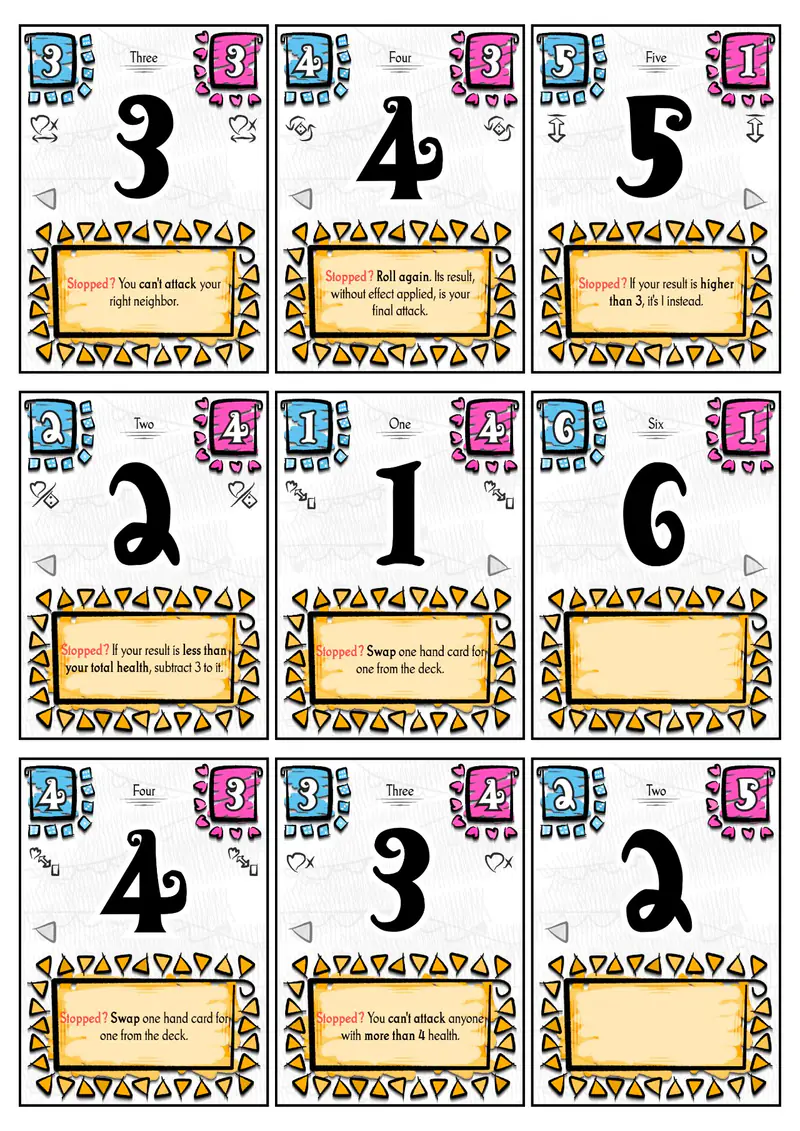 3 Three 3
3
Stopped? You can't attack your
right neighbor.
4 Four 3
4
Stopped? Roll again. Its result,
without effect applied, is your
final attack.
5 Five 1
5
Stopped? If your result is higher
than 3, it's 1 instead.
2 Two 4
2
Stopped? If your result is less than
your total health, subtract 3 to it.
1 One 4
1
Stopped? Swap one hand card for
one from the deck.
6 Six 1
6
4 Four 3
4
Stopped? Swap one hand card for
one from the deck.
3 Three 4
3
Stopped? You can't attack anyone
with more than 4 health.
2 Two 5
2